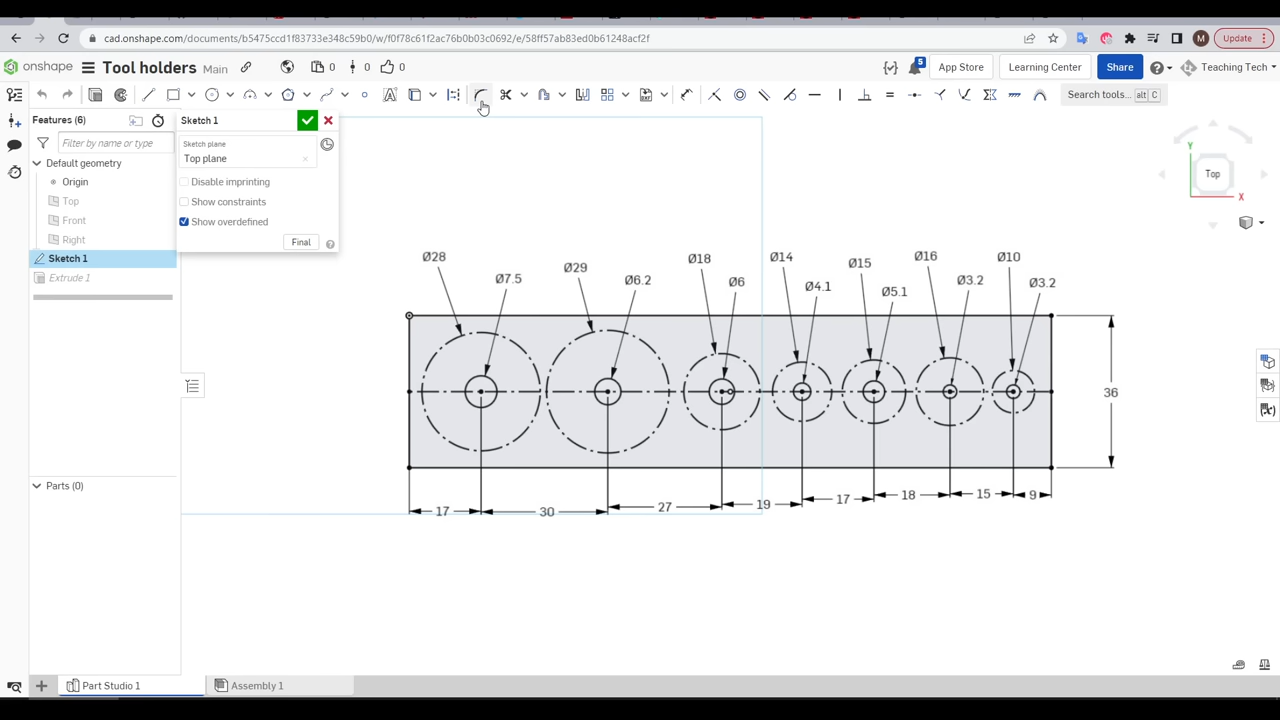 cad.onshape.com/documents/b5475ccd1f83733e348c59b0/w/f0f78c61f2ac76b0b03c0692/e/58ff57ab83ed0b61248acf2f
M
Update
onshape
Tool holders
Main
0
0
0
5
App Store
Learning Center
Share
Teaching Tech
Search tools...
alt
C
Features (6)
Filter by name or type
Default geometry
Origin
Top
Front
Right
Sketch 1
Extrude 1
Parts (0)
Sketch 1
Sketch plane
Top plane
Disable imprinting
Show constraints
Show overdefined
Final
Y
Top
X
Ø28
Ø7.5
Ø29
Ø6.2
Ø18
Ø6
Ø14
Ø4.1
Ø15
Ø5.1
Ø16
Ø3.2
Ø10
Ø3.2
36
17
30
27
19
17
18
15
9
Part Studio 1
Assembly 1